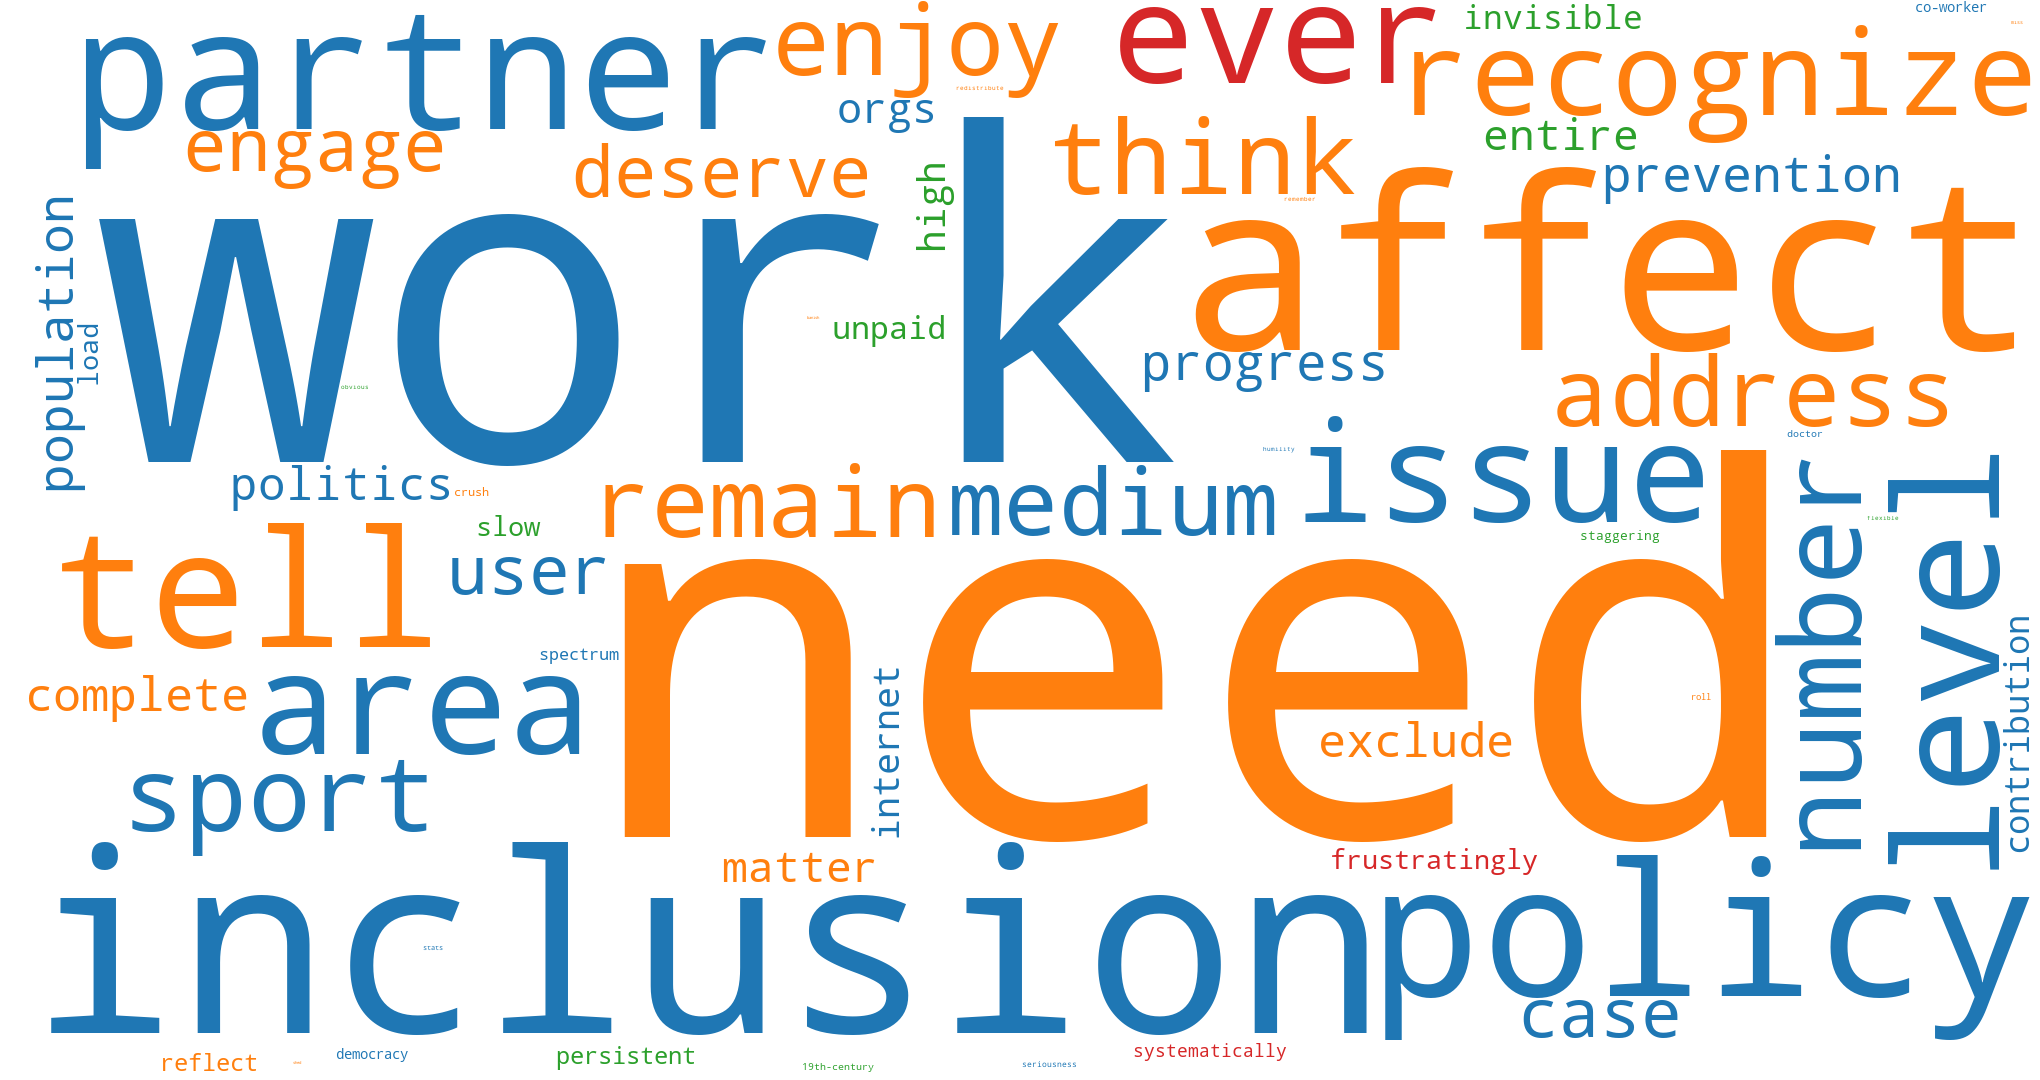 partner
enjoy
ever
invisible
co-worker
recognize
redistribute
orgs
engage
deserve
high
think
entire
prevention
remember
population
load
work
affect
unpaid
progress
obvious
address
politics
crush
remain
medium
issue
humility
doctor
number
level
slow
staggering
flexible
tell
user
need
spectrum
complete
area
internet
exclude
roll
contribution
sport
matter
frustratingly
inclusion
policy
stats
case
reflect
democracy
persistent
19th-century
seriousness
systematically